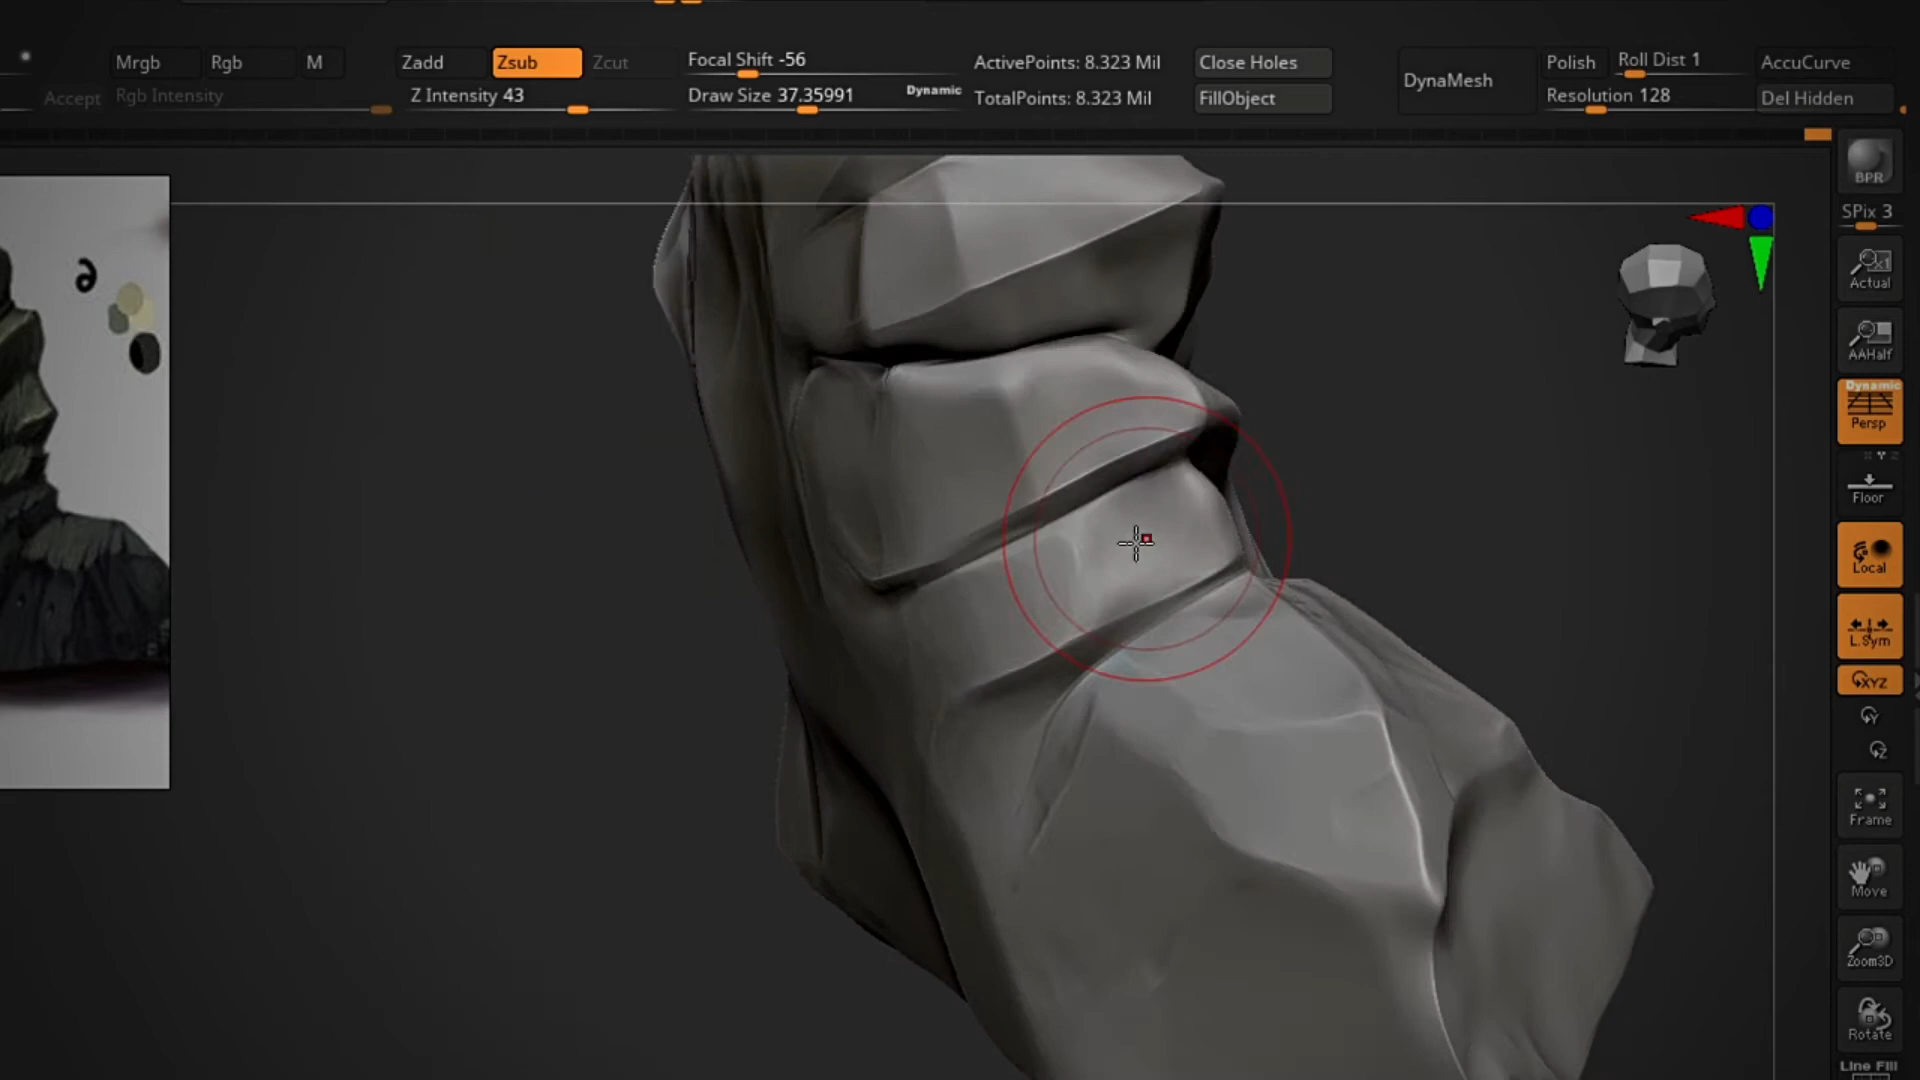 Mrgb Rgb M Zadd Zsub Zcut Focal Shift -56 ActivePoints: 8.323 Mil Close Holes DynaMesh Polish Roll Dist 1 AccuCurve
Accept Rgb Intensity Z Intensity 43 Draw Size 37.35991 Dynamic TotalPoints: 8.323 Mil FillObject Resolution 128 Del Hidden
BPR
SPix 3
Actual
AAHalf
Dynamic
Persp
Floor
Local
L.Sym
XYZ
Y
Z
Frame
Move
Zoom3D
Rotate
Line Fill